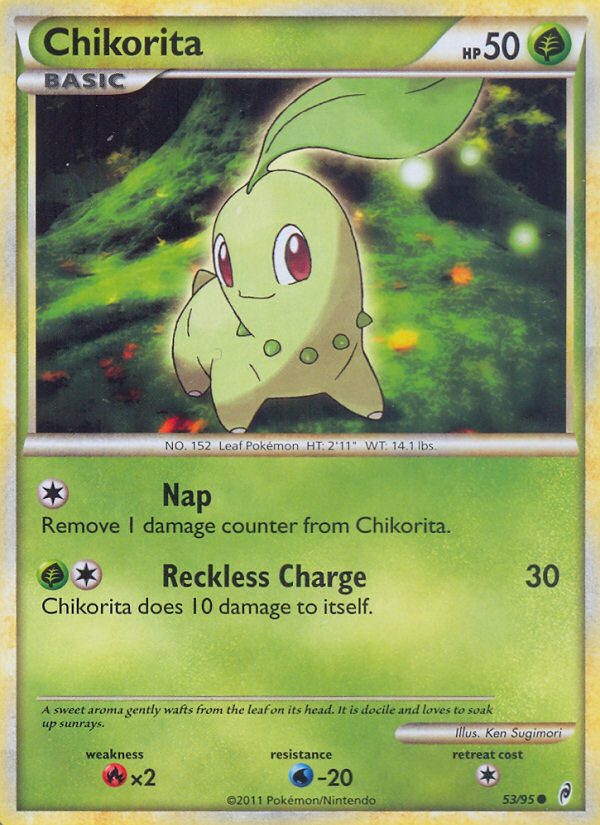 Chikorita HP 50
BASIC
NO. 152 Leaf Pokémon HT: 2'11" WT: 14.1 lbs.
Nap
Remove 1 damage counter from Chikorita.
Reckless Charge 30
Chikorita does 10 damage to itself.
A sweet aroma gently wafts from the leaf on its head. It is docile and loves to soak
up sunrays.
Illus. Ken Sugimori
weakness resistance retreat cost
×2 -20
©2011 Pokémon/Nintendo 53/95